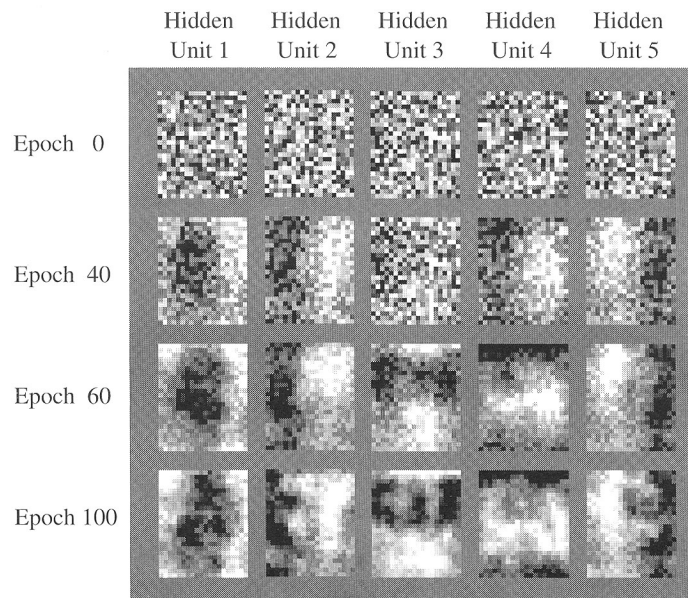 Hidden Hidden Hidden Hidden Hidden
Unit 1 Unit 2 Unit 3 Unit 4 Unit 5
Epoch 0
Epoch 40
Epoch 60
Epoch 100